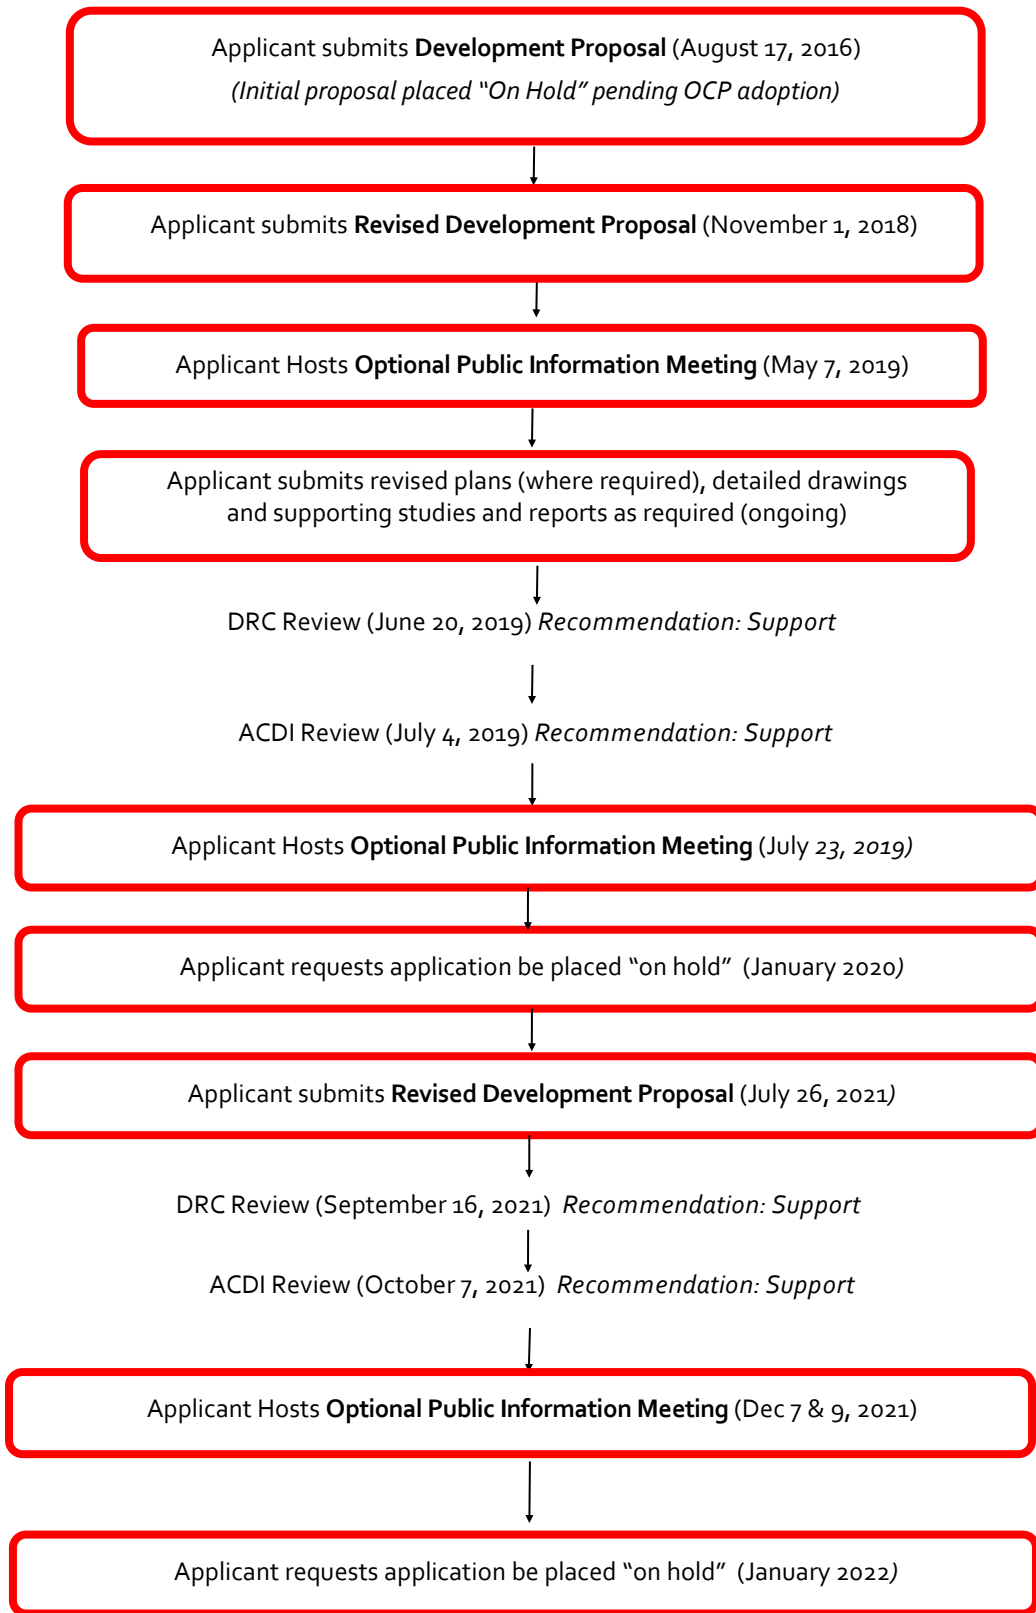 Applicant submits Development Proposal (August 17, 2016)
(Initial proposal placed “On Hold” pending OCP adoption)
Applicant submits Revised Development Proposal (November 1, 2018)
Applicant Hosts Optional Public Information Meeting (May 7, 2019)
Applicant submits revised plans (where required), detailed drawings
and supporting studies and reports as required (ongoing)
DRC Review (June 20, 2019) Recommendation: Support
ACDI Review (July 4, 2019) Recommendation: Support
Applicant Hosts Optional Public Information Meeting (July 23, 2019)
Applicant requests application be placed “on hold” (January 2020)
Applicant submits Revised Development Proposal (July 26, 2021)
DRC Review (September 16, 2021) Recommendation: Support
ACDI Review (October 7, 2021) Recommendation: Support
Applicant Hosts Optional Public Information Meeting (Dec 7 & 9, 2021)
Applicant requests application be placed “on hold” (January 2022)